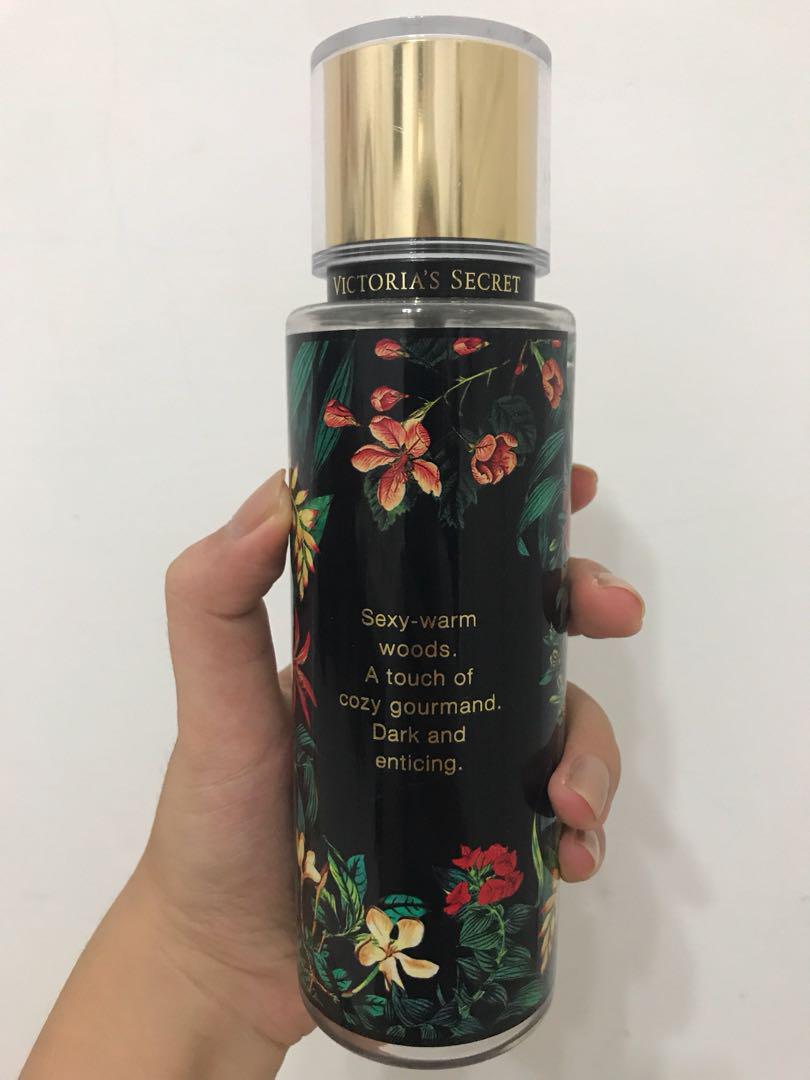 VICTORIA'S SECRET
Sexy-warm
woods.
A touch of
cozy gourmand.
Dark and
enticing.